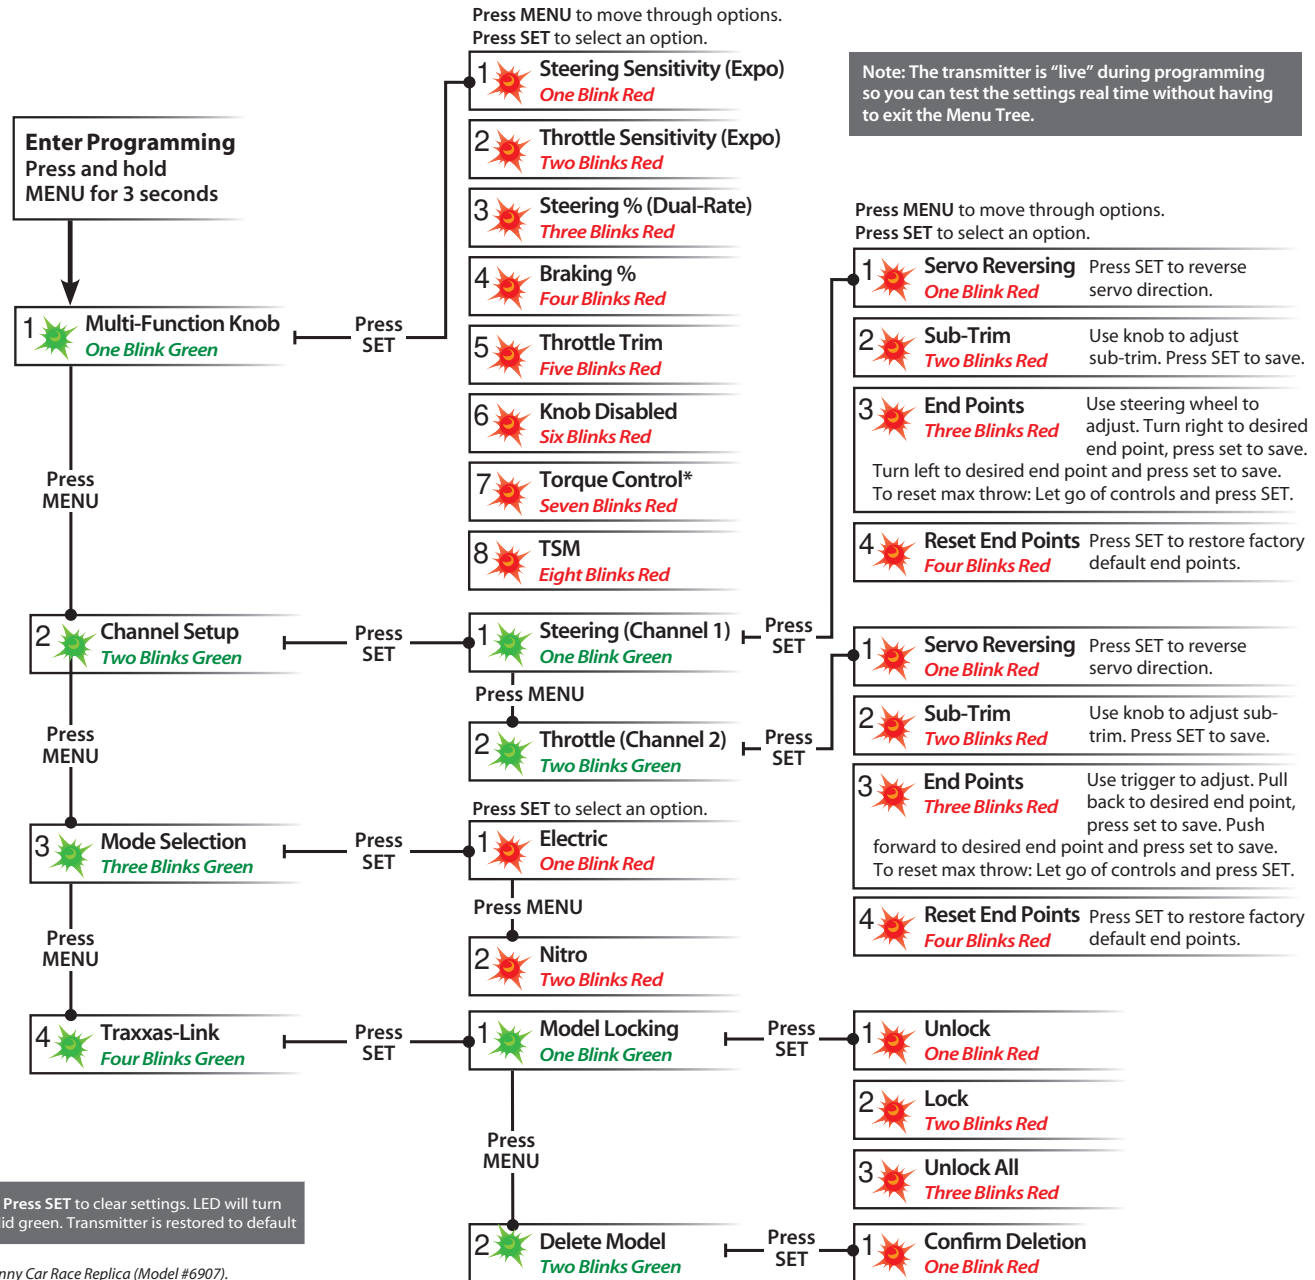 Press MENU to move through options.
Press SET to select an option.
1 Steering Sensitivity (Expo)
One Blink Red
2 Throttle Sensitivity (Expo)
Two Blinks Red
3 Steering % (Dual-Rate)
Three Blinks Red
4 Braking %
Four Blinks Red
5 Throttle Trim
Five Blinks Red
6 Knob Disabled
Six Blinks Red
7 Torque Control*
Seven Blinks Red
8 TSM
Eight Blinks Red
Note: The transmitter is “live” during programming
so you can test the settings real time without having
to exit the Menu Tree.
Enter Programming
Press and hold
MENU for 3 seconds
1 Multi-Function Knob
One Blink Green
Press
SET
Press
MENU
2 Channel Setup
Two Blinks Green
Press
SET
1 Steering (Channel 1)
One Blink Green
Press
SET
Press MENU
2 Throttle (Channel 2)
Two Blinks Green
Press
SET
Press MENU to move through options.
Press SET to select an option.
1 Servo Reversing
One Blink Red
Press SET to reverse
servo direction.
2 Sub-Trim
Two Blinks Red
Use knob to adjust
sub-trim. Press SET to save.
3 End Points
Three Blinks Red
Use steering wheel to
adjust. Turn right to desired
end point, press set to save.
Turn left to desired end point and press set to save.
To reset max throw: Let go of controls and press SET.
4 Reset End Points
Four Blinks Red
Press SET to restore factory
default end points.
1 Servo Reversing
One Blink Red
Press SET to reverse
servo direction.
2 Sub-Trim
Two Blinks Red
Use knob to adjust sub-
trim. Press SET to save.
3 End Points
Three Blinks Red
Use trigger to adjust. Pull
back to desired end point,
press set to save. Push
forward to desired end point and press set to save.
To reset max throw: Let go of controls and press SET.
4 Reset End Points
Four Blinks Red
Press SET to restore factory
default end points.
Press
MENU
3 Mode Selection
Three Blinks Green
Press
SET
Press SET to select an option.
1 Electric
One Blink Red
Press MENU
2 Nitro
Two Blinks Red
Press
MENU
4 Traxxas-Link
Four Blinks Green
Press
SET
1 Model Locking
One Blink Green
Press
SET
1 Unlock
One Blink Red
2 Lock
Two Blinks Red
3 Unlock All
Three Blinks Red
Press
MENU
2 Delete Model
Two Blinks Green
Press
SET
1 Confirm Deletion
One Blink Red
Press SET to clear settings. LED will turn
green. Transmitter is restored to default
Car Race Replica (Model #6907).